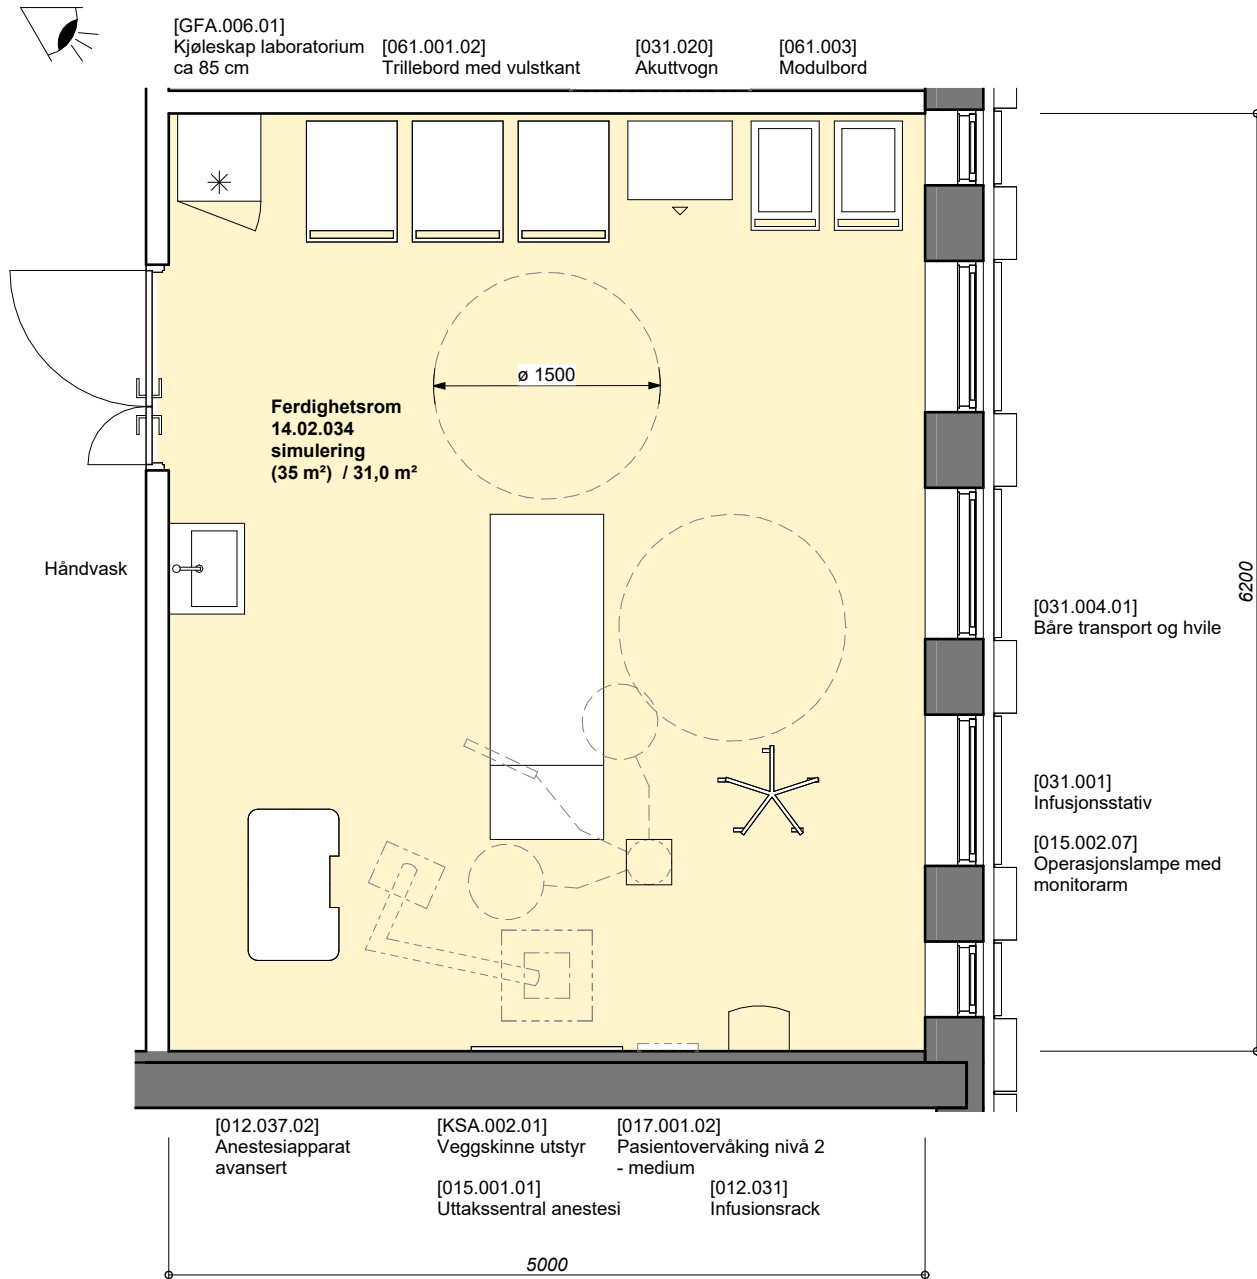 [GFA.006.01]
Kjøleskap laboratorium
ca 85 cm
[061.001.02]
Trillebord med vulstkant
[031.020]
Akuttvogn
[061.003]
Modulbord
ø 1500
Ferdighetsrom
14.02.034
simulering
(35 m²) / 31,0 m²
Håndvask
6200
[031.004.01]
Båre transport og hvile
[031.001]
Infusjonsstativ
[015.002.07]
Operasjonslampe med
monitorarm
[012.037.02]
Anestesiapparat
avansert
[KSA.002.01]
Veggskinne utstyr
[017.001.02]
Pasientovervåking nivå 2
- medium
[015.001.01]
Uttakssentral anestesi
[012.031]
Infusionsrack
5000